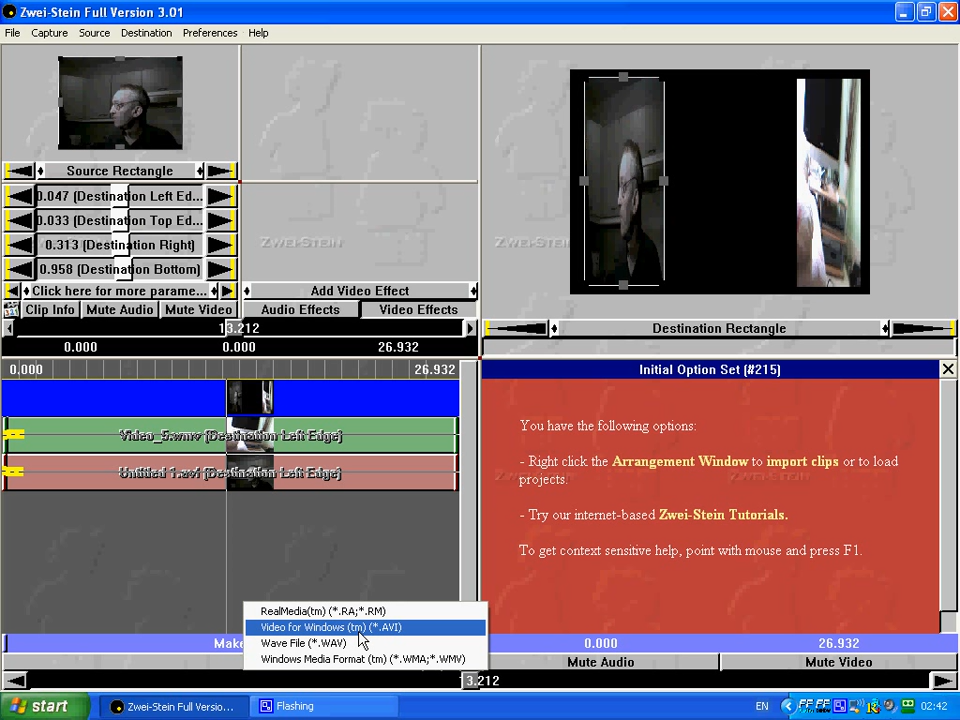 Zwei-Stein Full Version 3.01
File Capture Source Destination Preferences Help
Source Rectangle
0.047 (Destination Left Ed...
0.033 (Destination Top Ed...
0.313 (Destination Right)
0.958 (Destination Bottom)
Click here for more parame...
Clip Info Mute Audio Mute Video
Zwei-Stein
Add Video Effect
Audio Effects Video Effects
Zwei-Stein
Destination Rectangle
13.212
0.000 0.000 26.932
0,000 26.932
Video_5.wmv (Destination Left Edge)
Untitled 1.avi (Destination Left Edge)
Initial Option Set (#215)
You have the following options:
- Right click the Arrangement Window to import clips or to load
projects.
- Try our internet-based Zwei-Stein Tutorials.
To get context sensitive help, point with mouse and press F1.
RealMedia(tm) (*.RA;*.RM)
Video for Windows (tm) (*.AVI)
Wave File (*.WAV)
Windows Media Format (tm) (*.WMA;*.WMV)
Make
0.000 26.932
Mute Audio Mute Video
13.212
start Zwei-Stein Full Versio... Flashing EN 02:42